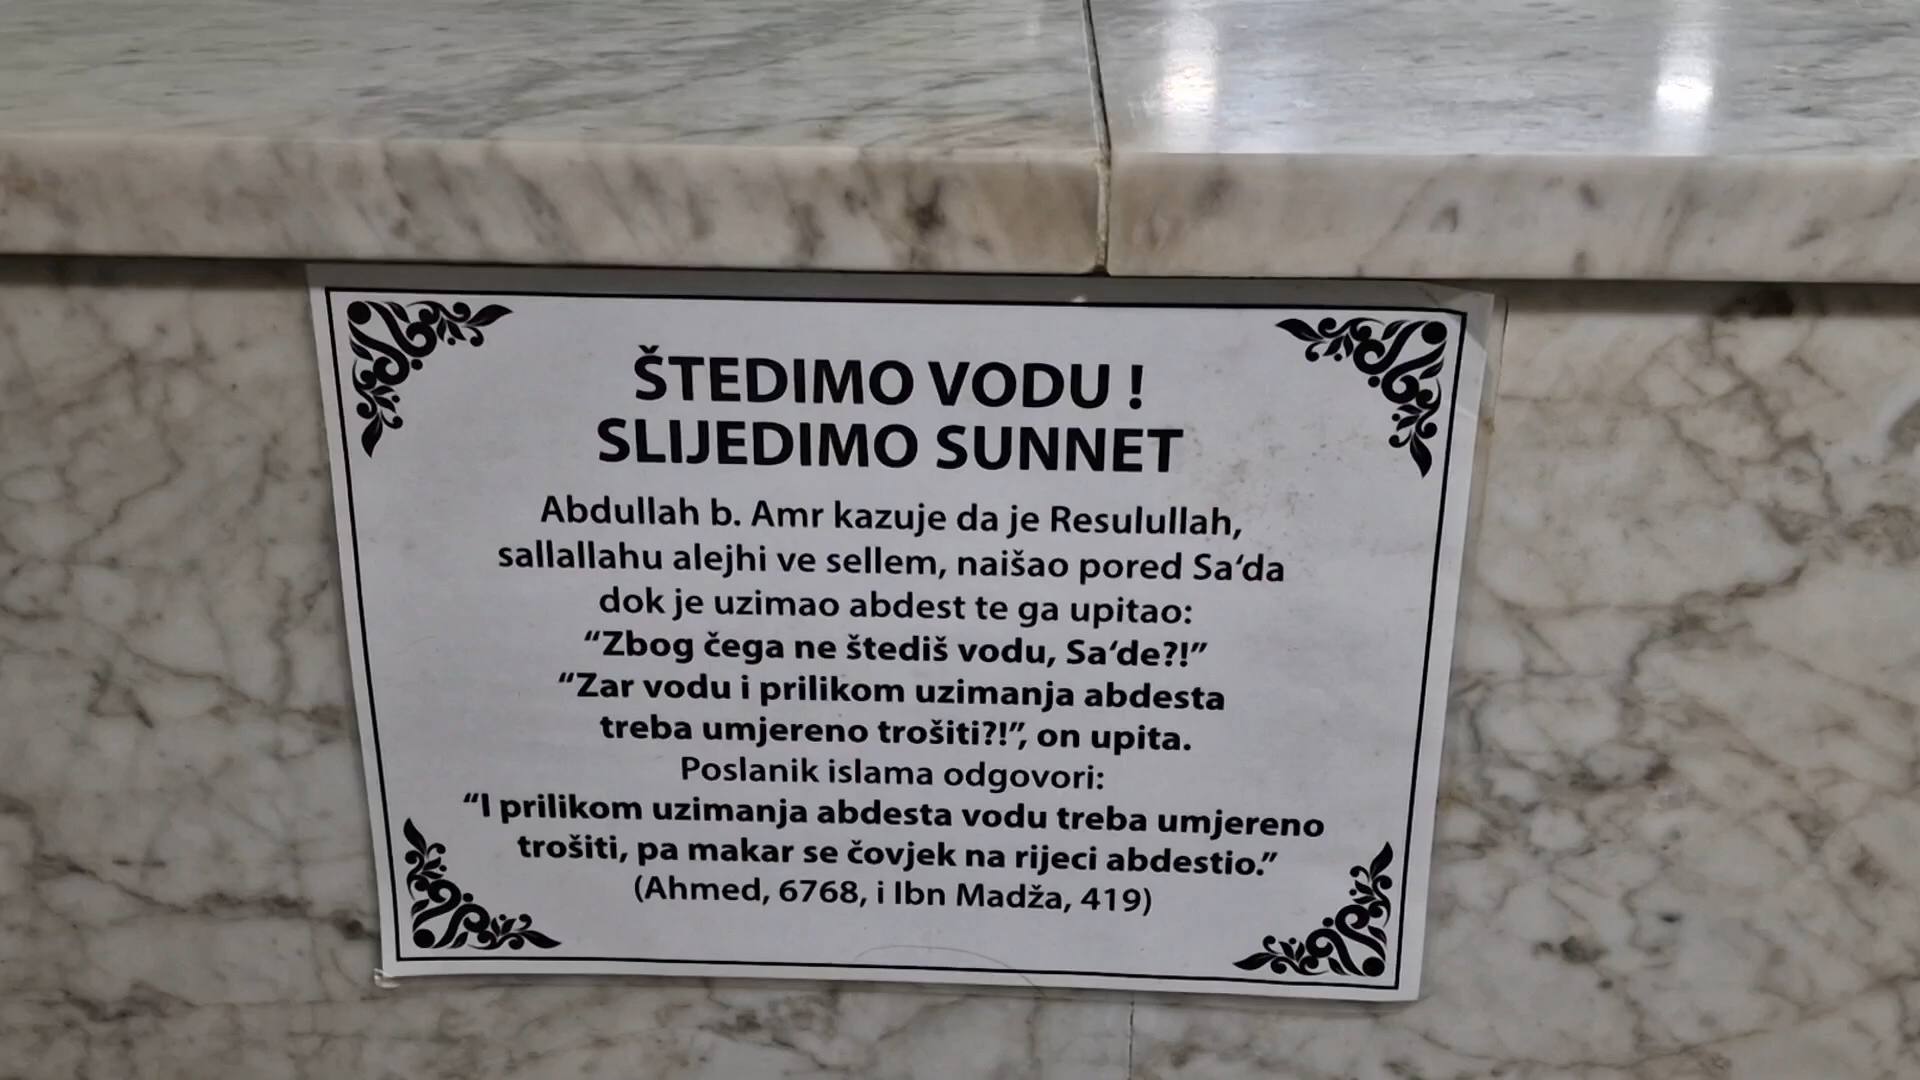 ŠTEDIMO VODU !
SLIJEDIMO SUNNET
Abdullah b. Amr kazuje da je Resulullah,
sallallahu alejhi ve sellem, naišao pored Sa‘da
dok je uzimao abdest te ga upitao:
“Zbog čega ne štediš vodu, Sa‘de?!”
“Zar vodu i prilikom uzimanja abdesta
treba umjereno trošiti?!”, on upita.
Poslanik islama odgovori:
“I prilikom uzimanja abdesta vodu treba umjereno
trošiti, pa makar se čovjek na rijeci abdestio.”
(Ahmed, 6768, i Ibn Madža, 419)